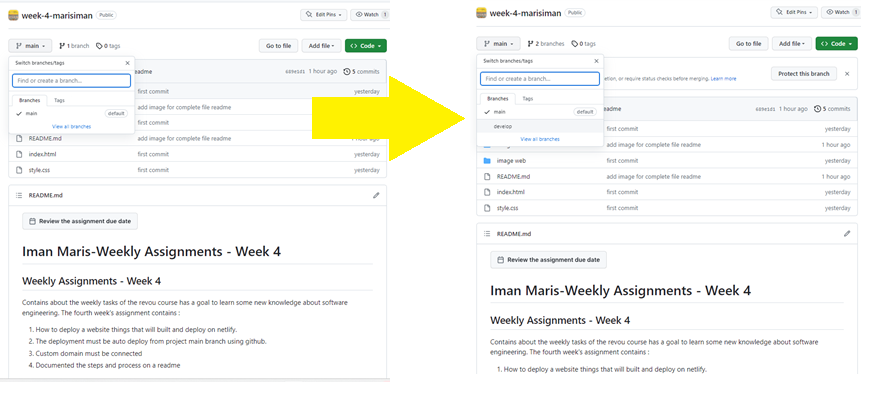 week-4-marisiman Public
Edit Pins
Watch 1
main
1 branch
0 tags
Go to file
Add file
Code
Switch branches/tags
Find or create a branch...
Branches
Tags
main
default
View all branches
eadme
1 hour ago
5 commits
first commit
yesterday
add image for complete file readme
first commit
README.md
add image for complete file readme
1 hour ago
index.html
first commit
yesterday
style.css
first commit
yesterday
README.md
Review the assignment due date
Iman Maris-Weekly Assignments - Week 4
Weekly Assignments - Week 4
Contains about the weekly tasks of the revou course has a goal to learn some new knowledge about software
engineering. The fourth week's assignment contains :
1. How to deploy a website things that will built and deploy on netlify.
2. The deployment must be auto deploy from project main branch using github.
3. Custom domain must be connected
4. Documented the steps and process on a readme
week-4-marisiman Public
Edit Pins
Watch 1
main
2 branches
0 tags
Go to file
Add file
Code
Switch branches/tags
Find or create a branch...
Branches
Tags
main
default
develop
View all branches
etion, or require status checks before merging. Learn more
Protect this branch
eadme
1 hour ago
5 commits
first commit
yesterday
add image for complete file readme
1 hour ago
image web
first commit
yesterday
README.md
add image for complete file readme
1 hour ago
index.html
first commit
yesterday
style.css
first commit
yesterday
README.md
Review the assignment due date
Iman Maris-Weekly Assignments - Week 4
Weekly Assignments - Week 4
Contains about the weekly tasks of the revou course has a goal to learn some new knowledge about software
engineering. The fourth week's assignment contains :
1. How to deploy a website things that will built and deploy on netlify.